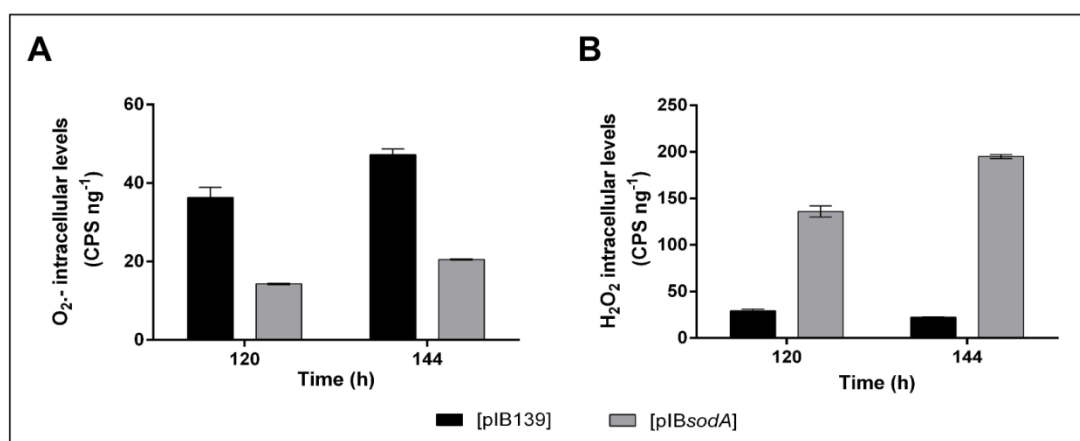 A
O₂.- intracellular levels
(CPS ng⁻¹)
60
40
20
0
120
144
Time (h)
B
H₂O₂ intracellular levels
(CPS ng⁻¹)
250
200
150
100
50
0
120
144
Time (h)
[pIB139]
[pIBsodA]